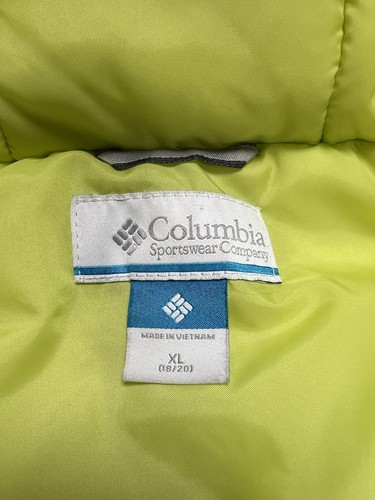 Columbia
Sportswear Company
MADE IN VIETNAM
XL
(18/20)